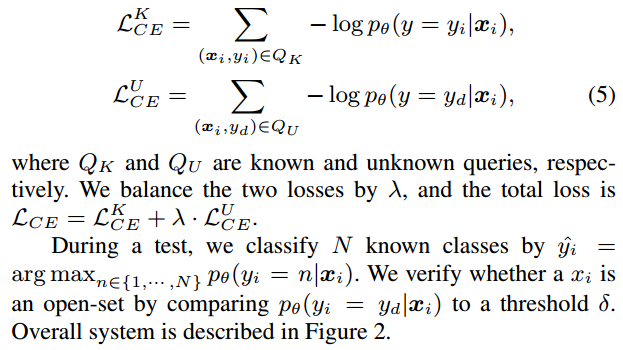 $\mathcal{L}_{CE}^{K} = \sum_{(\boldsymbol{x}_i, y_i) \in Q_K} -\log p_\theta(y = y_i | \boldsymbol{x}_i),$
$\mathcal{L}_{CE}^{U} = \sum_{(\boldsymbol{x}_i, y_d) \in Q_U} -\log p_\theta(y = y_d | \boldsymbol{x}_i), \quad (5)$
where $Q_K$ and $Q_U$ are known and unknown queries, respec-
tively. We balance the two losses by $\lambda$, and the total loss is
$\mathcal{L}_{CE} = \mathcal{L}_{CE}^{K} + \lambda \cdot \mathcal{L}_{CE}^{U}.$
During a test, we classify $N$ known classes by $\hat{y_i} =$
$\arg\max_{n \in \{1, \cdots, N\}} p_\theta(y_i = n | \boldsymbol{x}_i)$. We verify whether a $x_i$ is
an open-set by comparing $p_\theta(y_i = y_d | \boldsymbol{x}_i)$ to a threshold $\delta$.
Overall system is described in Figure 2.